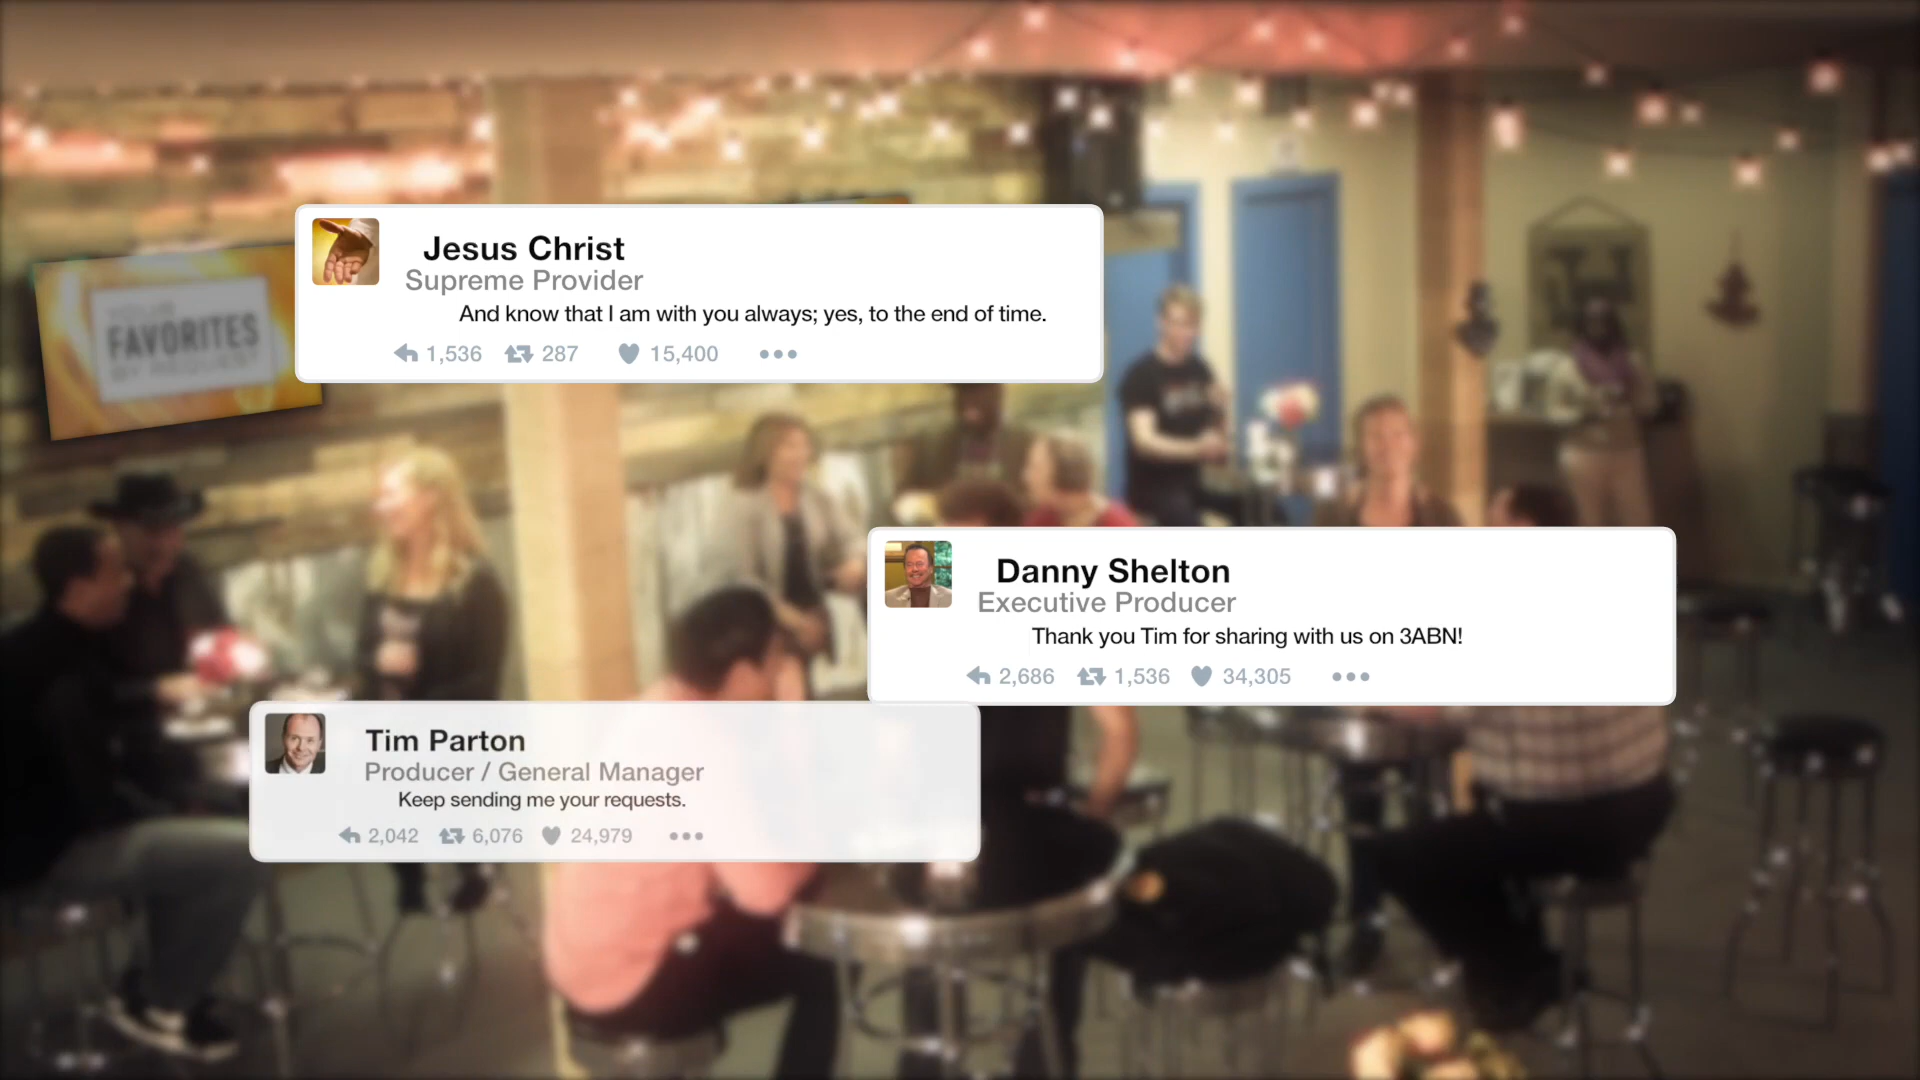 Jesus Christ
Supreme Provider
And know that I am with you always; yes, to the end of time.
1,536 287 15,400
YOUR
FAVORITES
BY REQUEST
Danny Shelton
Executive Producer
Thank you Tim for sharing with us on 3ABN!
2,686 1,536 34,305
Tim Parton
Producer / General Manager
Keep sending me your requests.
2,042 6,076 24,979